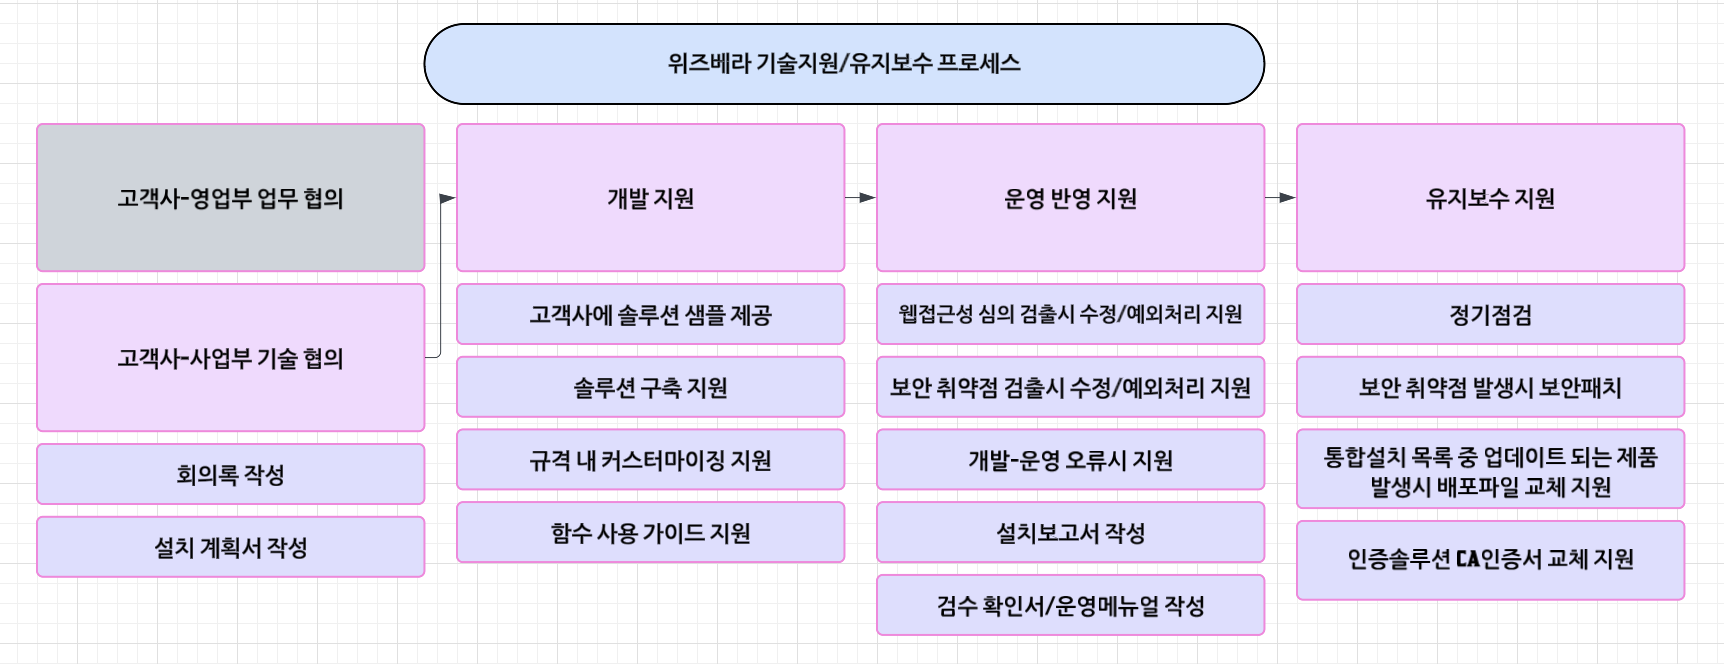 위즈베라 기술지원/유지보수 프로세스
고객사-영업부 업무 협의
고객사-사업부 기술 협의
회의록 작성
설치 계획서 작성
개발 지원
고객사에 솔루션 샘플 제공
솔루션 구축 지원
규격 내 커스터마이징 지원
함수 사용 가이드 지원
운영 반영 지원
웹접근성 심의 검출시 수정/예외처리 지원
보안 취약점 검출시 수정/예외처리 지원
개발-운영 오류시 지원
설치보고서 작성
검수 확인서/운영메뉴얼 작성
유지보수 지원
정기점검
보안 취약점 발생시 보안패치
통합설치 목록 중 업데이트 되는 제품
발생시 배포파일 교체 지원
인증솔루션 CA인증서 교체 지원